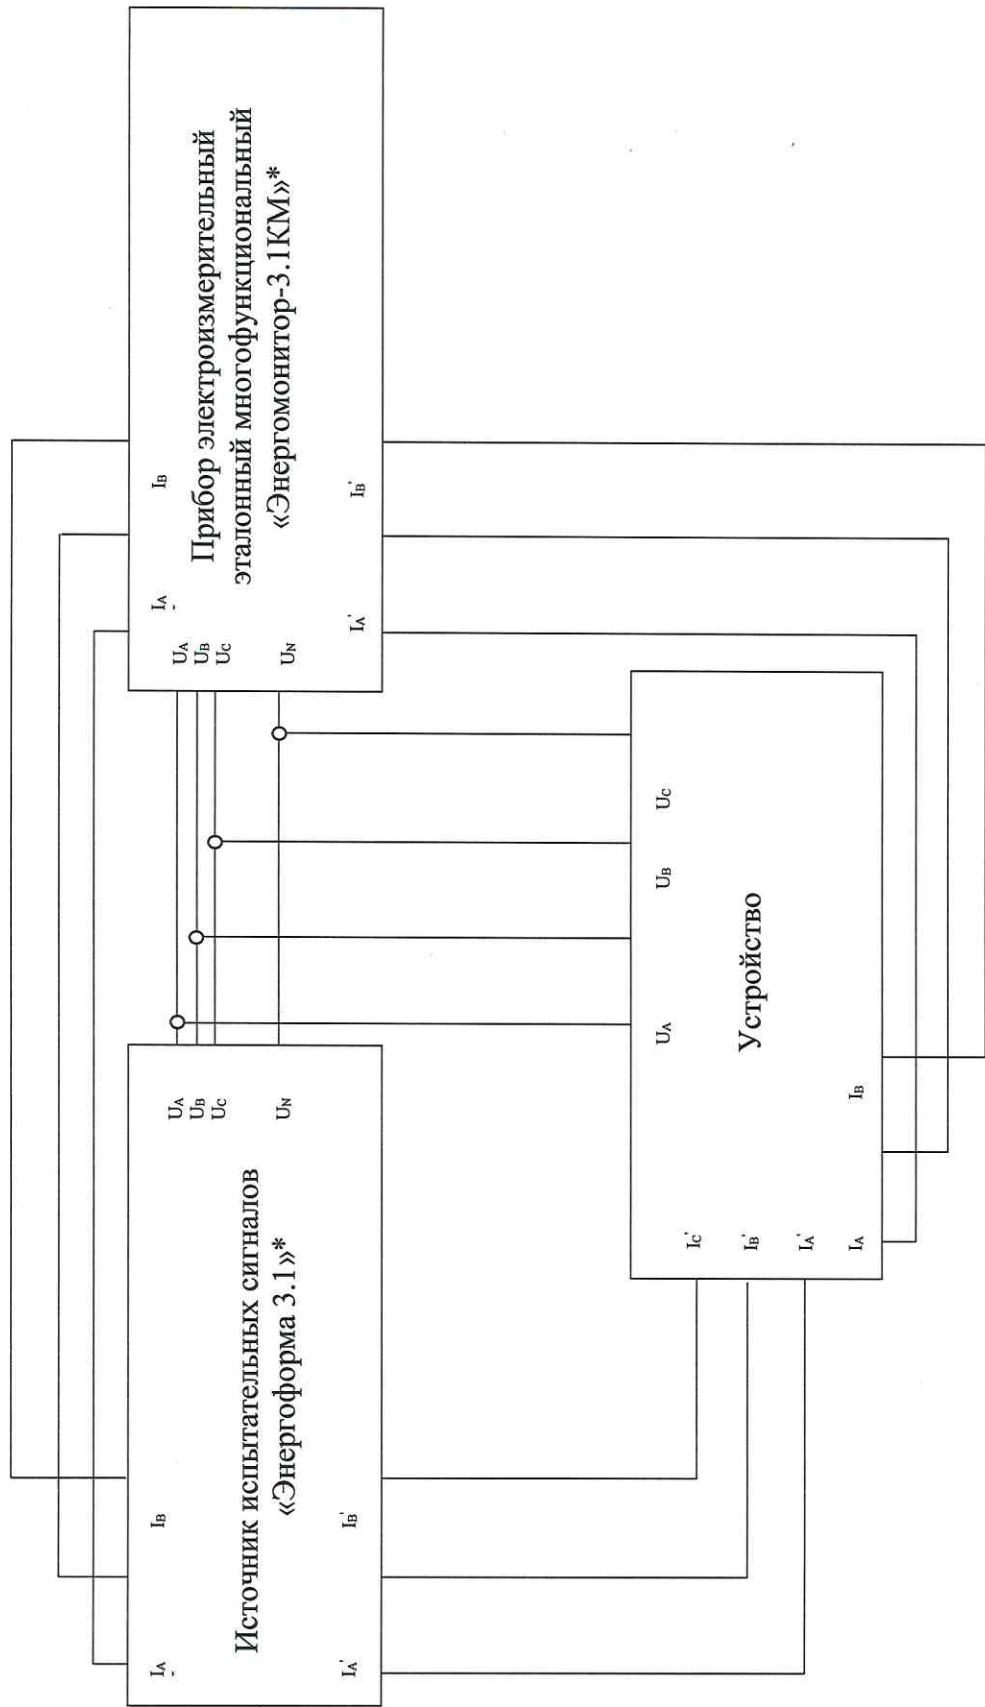 Источник испытательных сигналов
«Энергоформа 3.1»*
IA
IB
UA
UB
UC
UN
IA'
IB'
Прибор электроизмерительный
эталонный многофункциональный
«Энергомонитор-3.1КМ»*
IA
IB
UA
UB
UC
UN
IA'
IB'
Устройство
UA
UB
UC
IC'
IB'
IA'
IA
IB